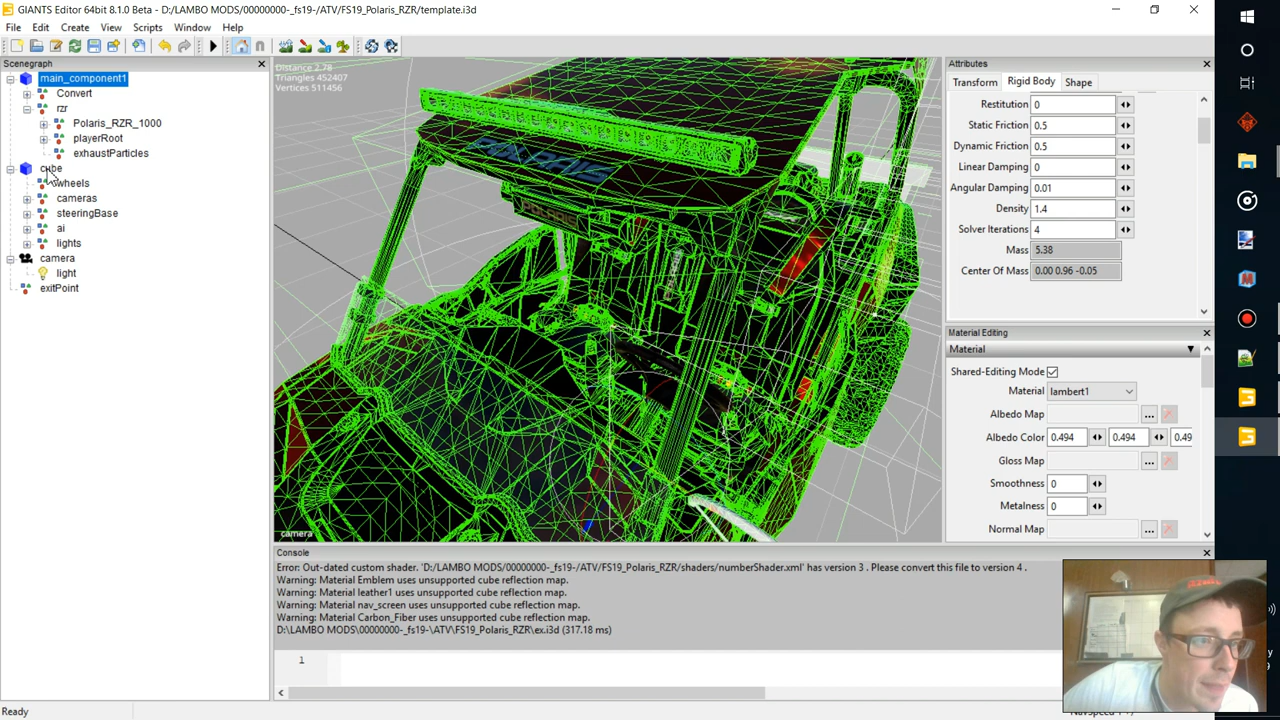 GIANTS Editor 64bit 8.1.0 Beta - D:/LAMBO MODS/00000000-_fs19-/ATV/FS19_Polaris_RZR/template.i3d
File Edit Create View Scripts Window Help
Scenegraph
main_component1
Convert
rzr
Polaris_RZR_1000
playerRoot
exhaustParticles
cube
wheels
cameras
steeringBase
ai
lights
camera
light
exitPoint
Distance 2.78
Triangles 452407
Vertices 511456
POLARIS
camera
Attributes
Transform Rigid Body Shape
Restitution 0
Static Friction 0.5
Dynamic Friction 0.5
Linear Damping 0
Angular Damping 0.01
Density 1.4
Solver Iterations 4
Mass 5.38
Center Of Mass 0.00 0.96 -0.05
Material Editing
Material
Shared-Editing Mode
Material lambert1
Albedo Map ...
Albedo Color 0.494 0.494 0.49
Gloss Map ...
Smoothness 0
Metalness 0
Normal Map ...
Console
Error: Out-dated custom shader. 'D:/LAMBO MODS/00000000-_fs19-/ATV/FS19_Polaris_RZR/shaders/numberShader.xml' has version 3 . Please convert this file to version 4 .
Warning: Material Emblem uses unsupported cube reflection map.
Warning: Material leather1 uses unsupported cube reflection map.
Warning: Material nav_screen uses unsupported cube reflection map.
Warning: Material Carbon_Fiber uses unsupported cube reflection map.
D:\LAMBO MODS\00000000-_fs19-\ATV\FS19_Polaris_RZR\ex.i3d (317.18 ms)
1
Ready